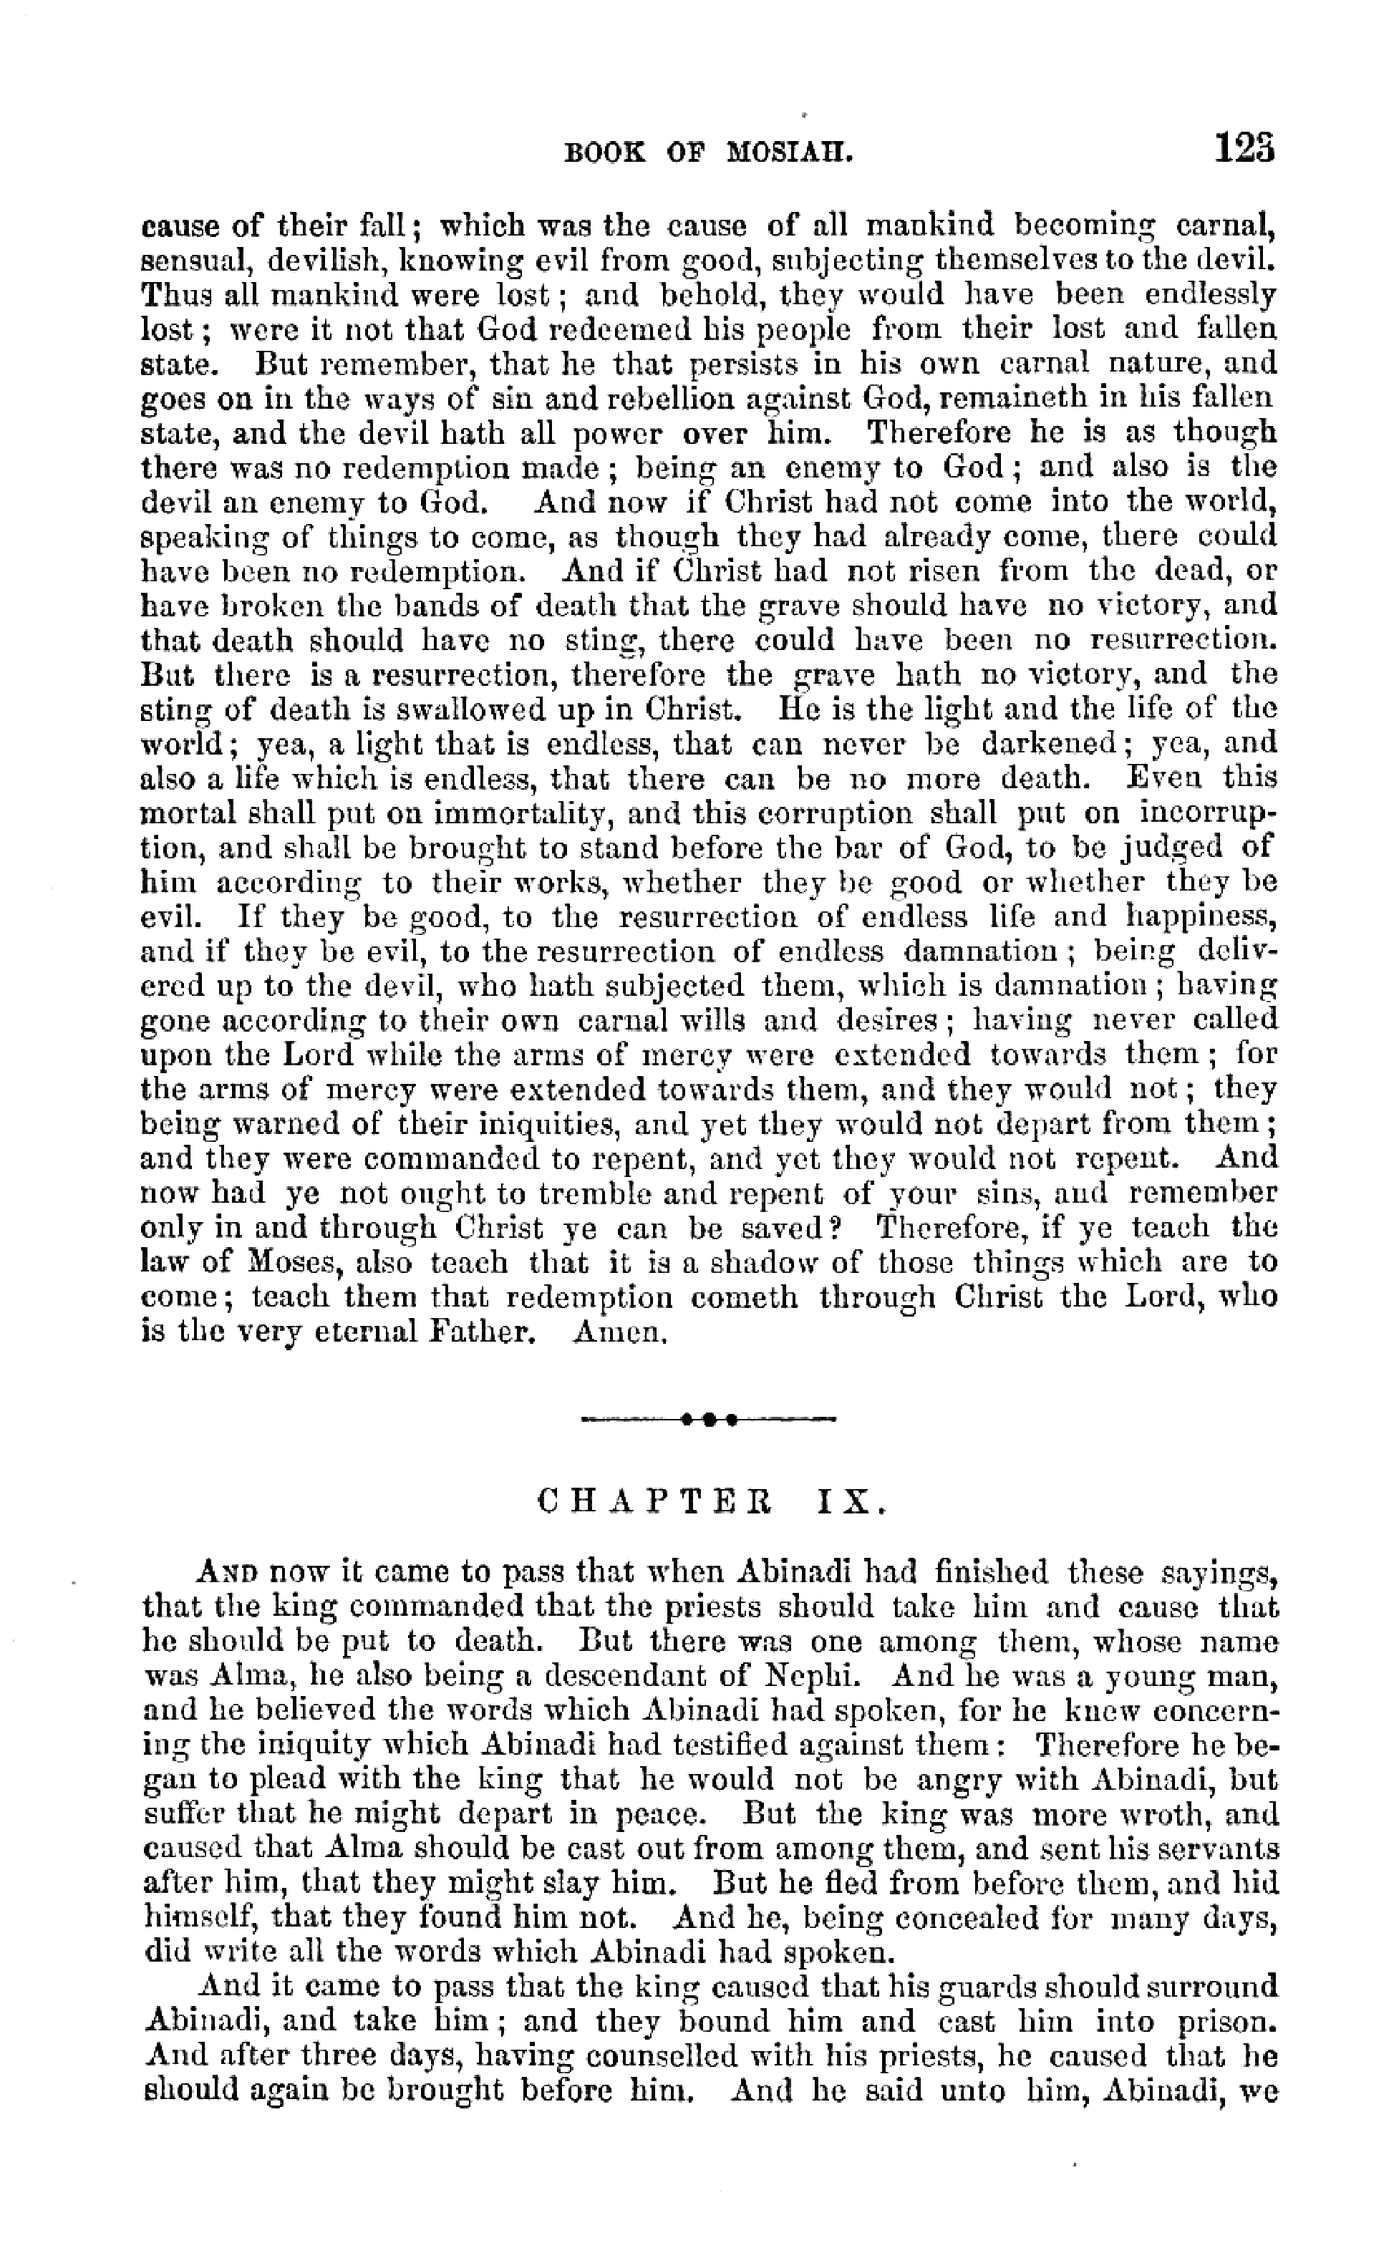 BOOK OF MOSIAH. 123
cause of their fall; which was the cause of all mankind becoming carnal,
sensual, devilish, knowing evil from good, subjecting themselves to the devil.
Thus all mankind were lost; and behold, they would have been endlessly
lost; were it not that God redeemed his people from their lost and fallen
state. But remember, that he that persists in his own carnal nature, and
goes on in the ways of sin and rebellion against God, remaineth in his fallen
state, and the devil hath all power over him. Therefore he is as though
there was no redemption made; being an enemy to God; and also is the
devil an enemy to God. And now if Christ had not come into the world,
speaking of things to come, as though they had already come, there could
have been no redemption. And if Christ had not risen from the dead, or
have broken the bands of death that the grave should have no victory, and
that death should have no sting, there could have been no resurrection.
But there is a resurrection, therefore the grave hath no victory, and the
sting of death is swallowed up in Christ. He is the light and the life of the
world; yea, a light that is endless, that can never be darkened; yea, and
also a life which is endless, that there can be no more death. Even this
mortal shall put on immortality, and this corruption shall put on incorrup-
tion, and shall be brought to stand before the bar of God, to be judged of
him according to their works, whether they be good or whether they be
evil. If they be good, to the resurrection of endless life and happiness,
and if they be evil, to the resurrection of endless damnation; being deliv-
ered up to the devil, who hath subjected them, which is damnation; having
gone according to their own carnal wills and desires; having never called
upon the Lord while the arms of mercy were extended towards them; for
the arms of mercy were extended towards them, and they would not; they
being warned of their iniquities, and yet they would not depart from them;
and they were commanded to repent, and yet they would not repent. And
now had ye not ought to tremble and repent of your sins, and remember
only in and through Christ ye can be saved? Therefore, if ye teach the
law of Moses, also teach that it is a shadow of those things which are to
come; teach them that redemption cometh through Christ the Lord, who
is the very eternal Father. Amen.
CHAPTER IX.
AND now it came to pass that when Abinadi had finished these sayings,
that the king commanded that the priests should take him and cause that
he should be put to death. But there was one among them, whose name
was Alma, he also being a descendant of Nephi. And he was a young man,
and he believed the words which Abinadi had spoken, for he knew concern-
ing the iniquity which Abinadi had testified against them: Therefore he be-
gan to plead with the king that he would not be angry with Abinadi, but
suffer that he might depart in peace. But the king was more wroth, and
caused that Alma should be cast out from among them, and sent his servants
after him, that they might slay him. But he fled from before them, and hid
himself, that they found him not. And he, being concealed for many days,
did write all the words which Abinadi had spoken.
And it came to pass that the king caused that his guards should surround
Abinadi, and take him; and they bound him and cast him into prison.
And after three days, having counselled with his priests, he caused that he
should again be brought before him. And he said unto him, Abinadi, we